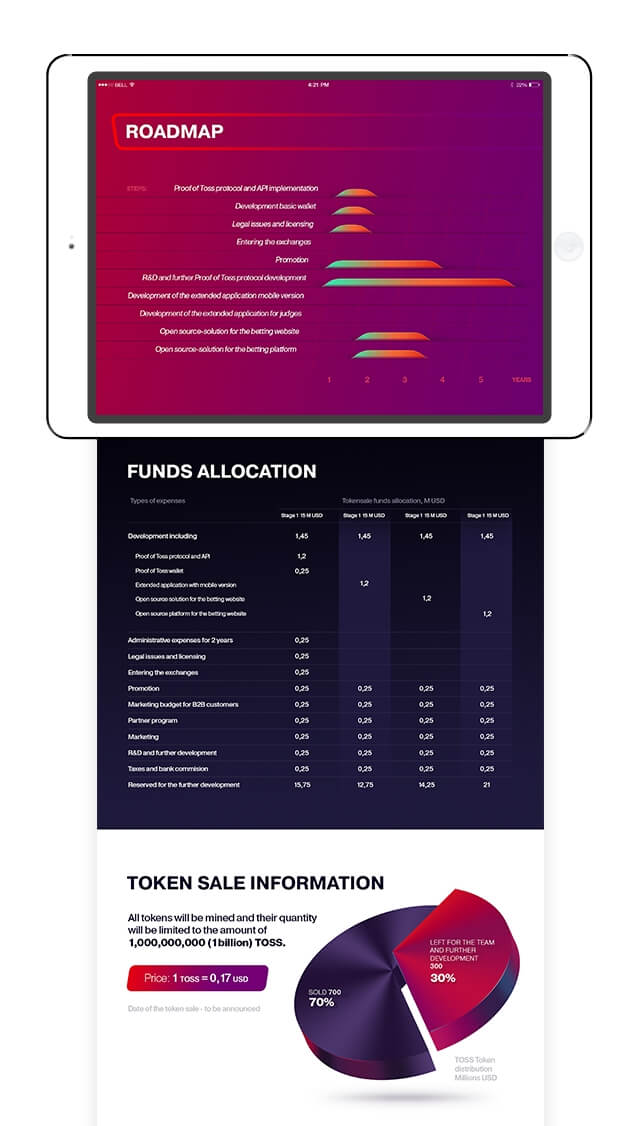 BELL 4:21 PM 22%
ROADMAP
STEPS: Proof of Toss protocol and API implementation
Development basic wallet
Legal issues and licensing
Entering the exchanges
Promotion
R&D and further Proof of Toss protocol development
Development of the extended application mobile version
Development of the extended application for judges
Open source-solution for the betting website
Open source-solution for the betting platform
1 2 3 4 5 YEARS
FUNDS ALLOCATION
Types of expenses Tokensale funds allocation, M USD
Stage 1 15 M USD Stage 1 15 M USD Stage 1 15 M USD Stage 1 15 M USD
Development including 1,45 1,45 1,45 1,45
Proof of Toss protocol and API 1,2
Proof of Toss wallet 0,25
Extended application with mobile version 1,2
Open source solution for the betting website 1,2
Open source platform for the betting website 1,2
Administrative expenses for 2 years 0,25
Legal issues and licensing 0,25
Entering the exchanges 0,25
Promotion 0,25 0,25 0,25 0,25
Marketing budget for B2B customers 0,25 0,25 0,25 0,25
Partner program 0,25 0,25 0,25 0,25
Marketing 0,25 0,25 0,25 0,25
R&D and further development 0,25 0,25 0,25 0,25
Taxes and bank commision 0,25 0,25 0,25 0,25
Reserved for the further development 15,75 12,75 14,25 21
TOKEN SALE INFORMATION
All tokens will be mined and their quantity
will be limited to the amount of
1,000,000,000 (1 billion) TOSS.
Price: 1 TOSS = 0,17 USD
Date of the token sale - to be announced
LEFT FOR THE TEAM
AND FURTHER
DEVELOPMENT
300
30%
SOLD 700
70%
TOSS Token
distribution
Millions USD